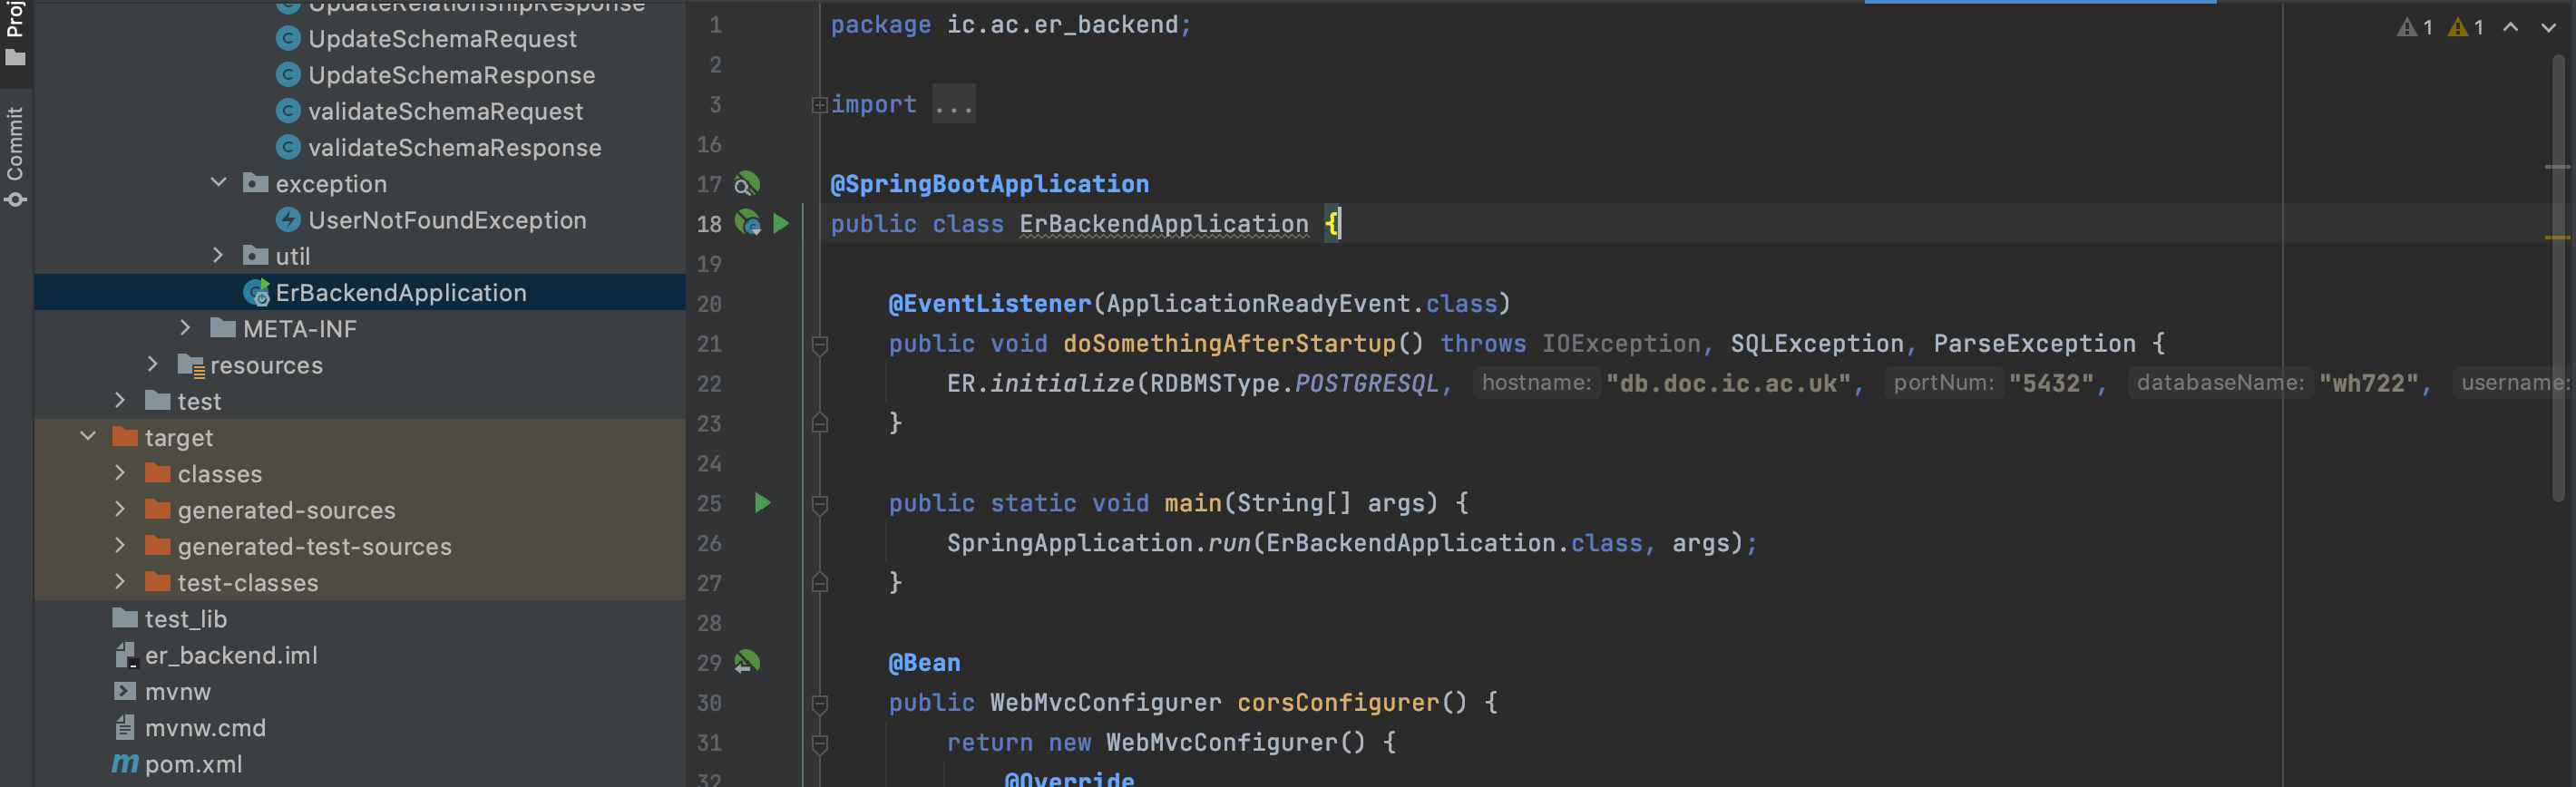 Proj
Commit
UpdateRelationshipResponse
UpdateSchemaRequest
UpdateSchemaResponse
validateSchemaRequest
validateSchemaResponse
exception
UserNotFoundException
util
ErBackendApplication
META-INF
resources
test
target
classes
generated-sources
generated-test-sources
test-classes
test_lib
er_backend.iml
mvnw
mvnw.cmd
pom.xml
1 package ic.ac.er_backend;
2
3 import ...
16
17 @SpringBootApplication
18 public class ErBackendApplication {
19
20 @EventListener(ApplicationReadyEvent.class)
21 public void doSomethingAfterStartup() throws IOException, SQLException, ParseException {
22 ER.initialize(RDBMSType.POSTGRESQL, hostname: "db.doc.ic.ac.uk", portNum: "5432", databaseName: "wh722", username:
23 }
24
25 public static void main(String[] args) {
26 SpringApplication.run(ErBackendApplication.class, args);
27 }
28
29 @Bean
30 public WebMvcConfigurer corsConfigurer() {
31 return new WebMvcConfigurer() {
32 @Override
1 1